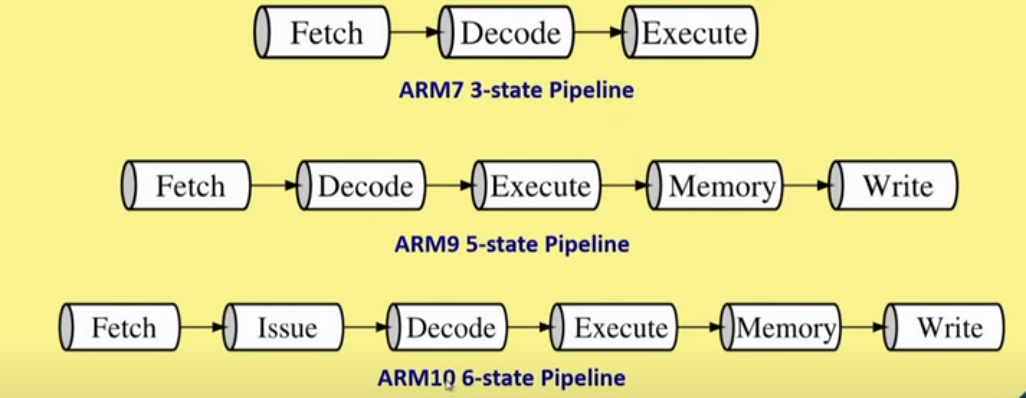 Fetch Decode Execute
ARM7 3-state Pipeline
Fetch Decode Execute Memory Write
ARM9 5-state Pipeline
Fetch Issue Decode Execute Memory Write
ARM10 6-state Pipeline